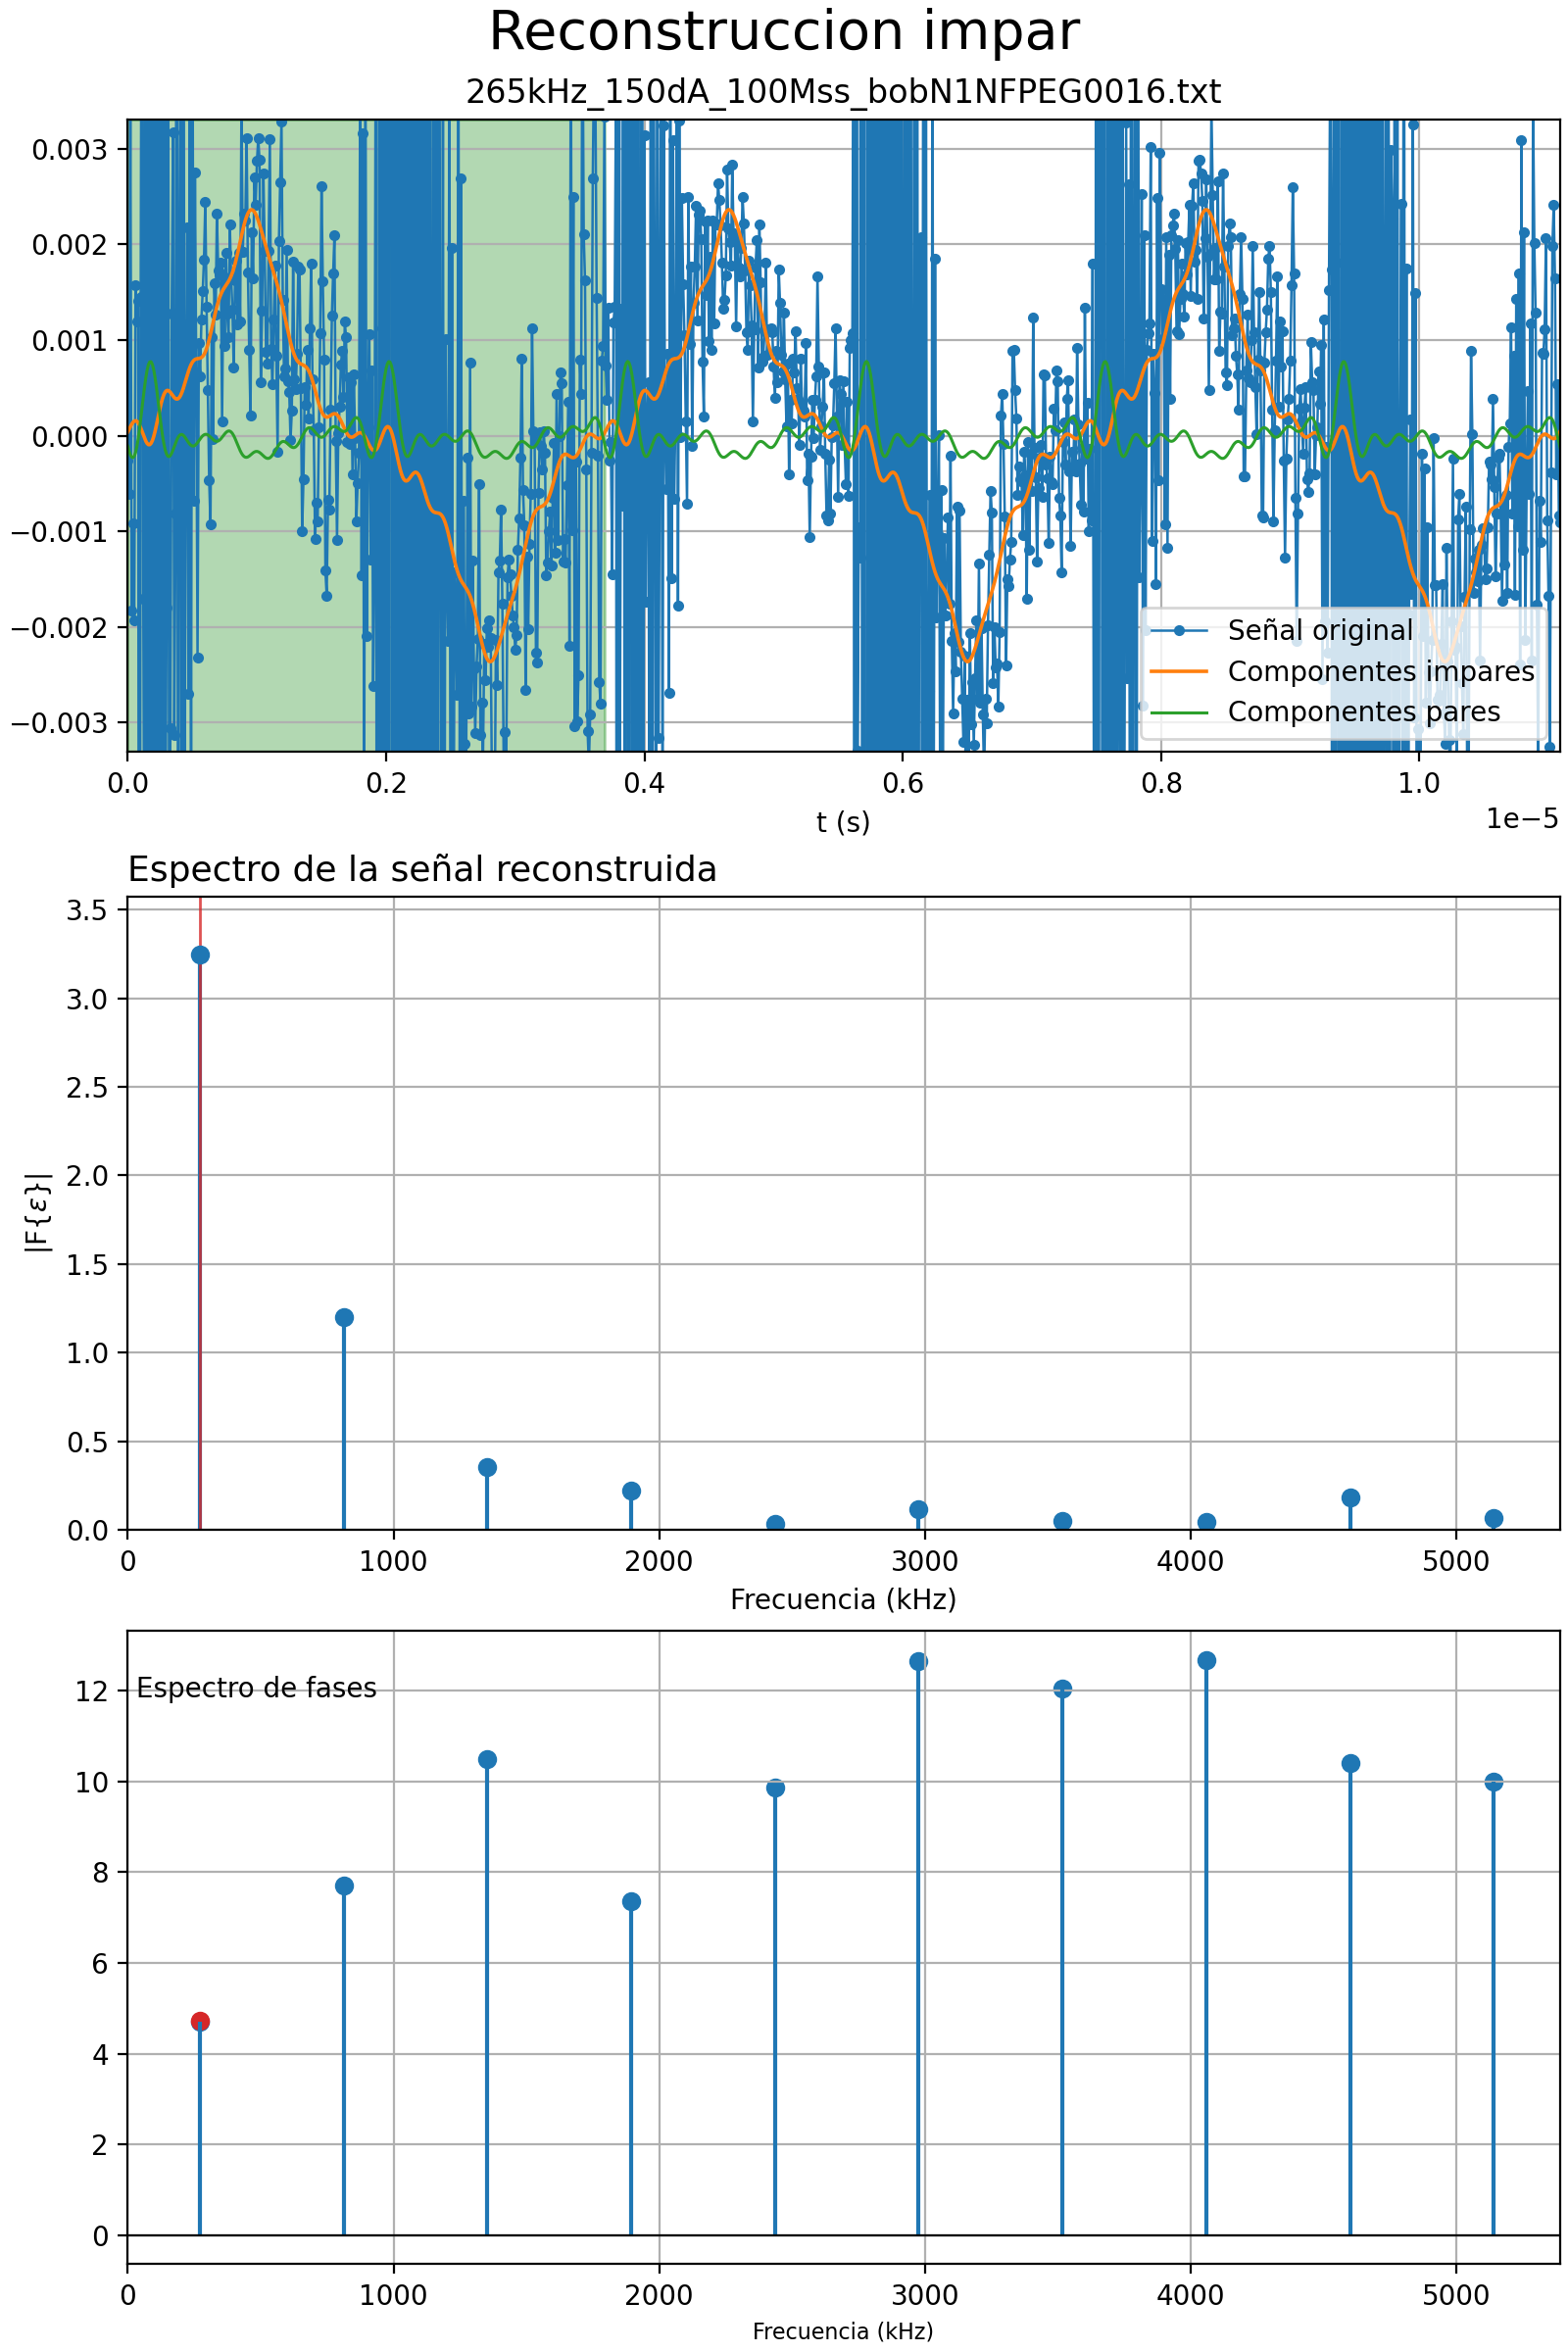 Reconstruccion impar
265kHz_150dA_100Mss_bobN1NFPEG0016.txt
0.003
0.002
0.001
0.000
−0.001
−0.002
−0.003
Señal original
Componentes impares
Componentes pares
0.0 0.2 0.4 0.6 0.8 1.0
1e−5
t (s)
Espectro de la señal reconstruida
3.5
3.0
2.5
2.0
1.5
1.0
0.5
0.0
|F{ε}|
0 1000 2000 3000 4000 5000
Frecuencia (kHz)
Espectro de fases
12
10
8
6
4
2
0
0 1000 2000 3000 4000 5000
Frecuencia (kHz)